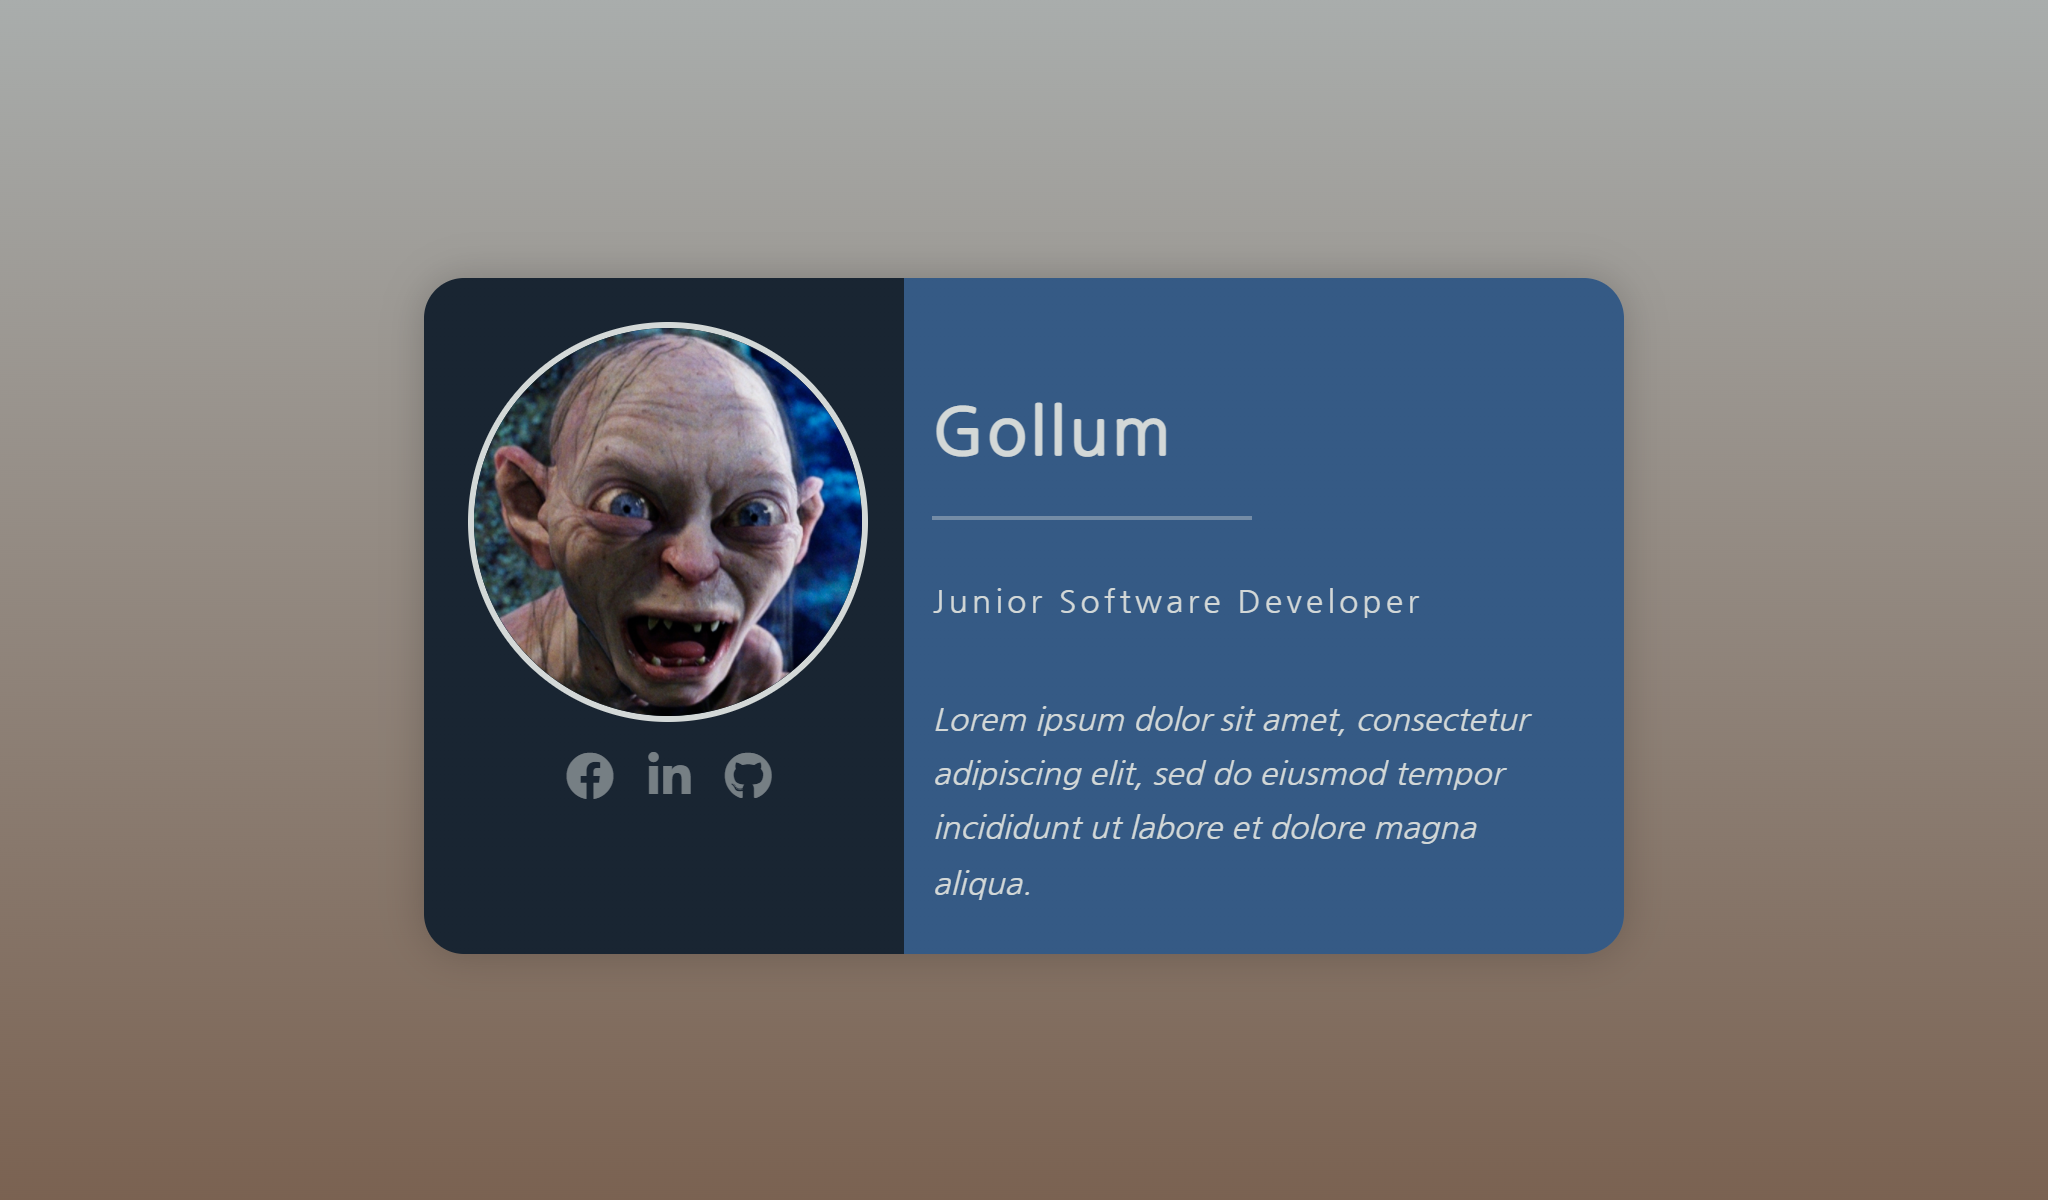 Gollum
Junior Software Developer
Lorem ipsum dolor sit amet, consectetur
adipiscing elit, sed do eiusmod tempor
incididunt ut labore et dolore magna
aliqua.